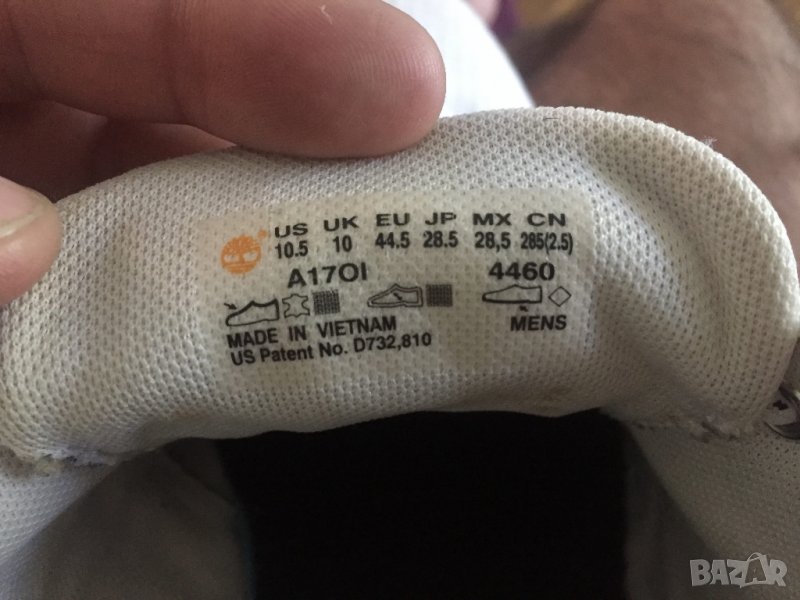 US UK EU JP MX CN
10.5 10 44.5 28.5 28,5 285(2.5)
A17OI 4460
MADE IN VIETNAM MENS
US Patent No. D732,810
BAZAR